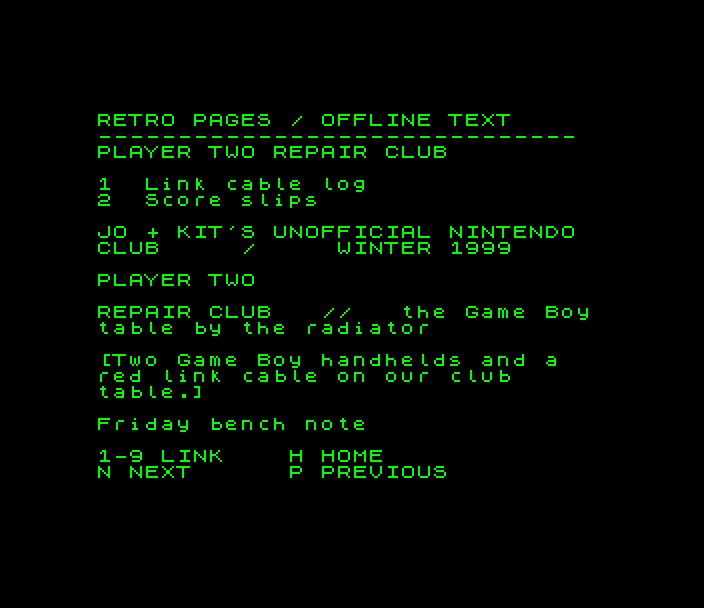 RETRO PAGES / OFFLINE TEXT
------------------------------
PLAYER TWO REPAIR CLUB
1  Link cable log
2  Score slips
JO + KIT'S UNOFFICIAL NINTENDO
CLUB     /     WINTER 1999
PLAYER TWO
REPAIR CLUB   //   the Game Boy
table by the radiator
[Two Game Boy handhelds and a
red link cable on our club
table.]
Friday bench note
1-9 LINK    H HOME
N NEXT      P PREVIOUS